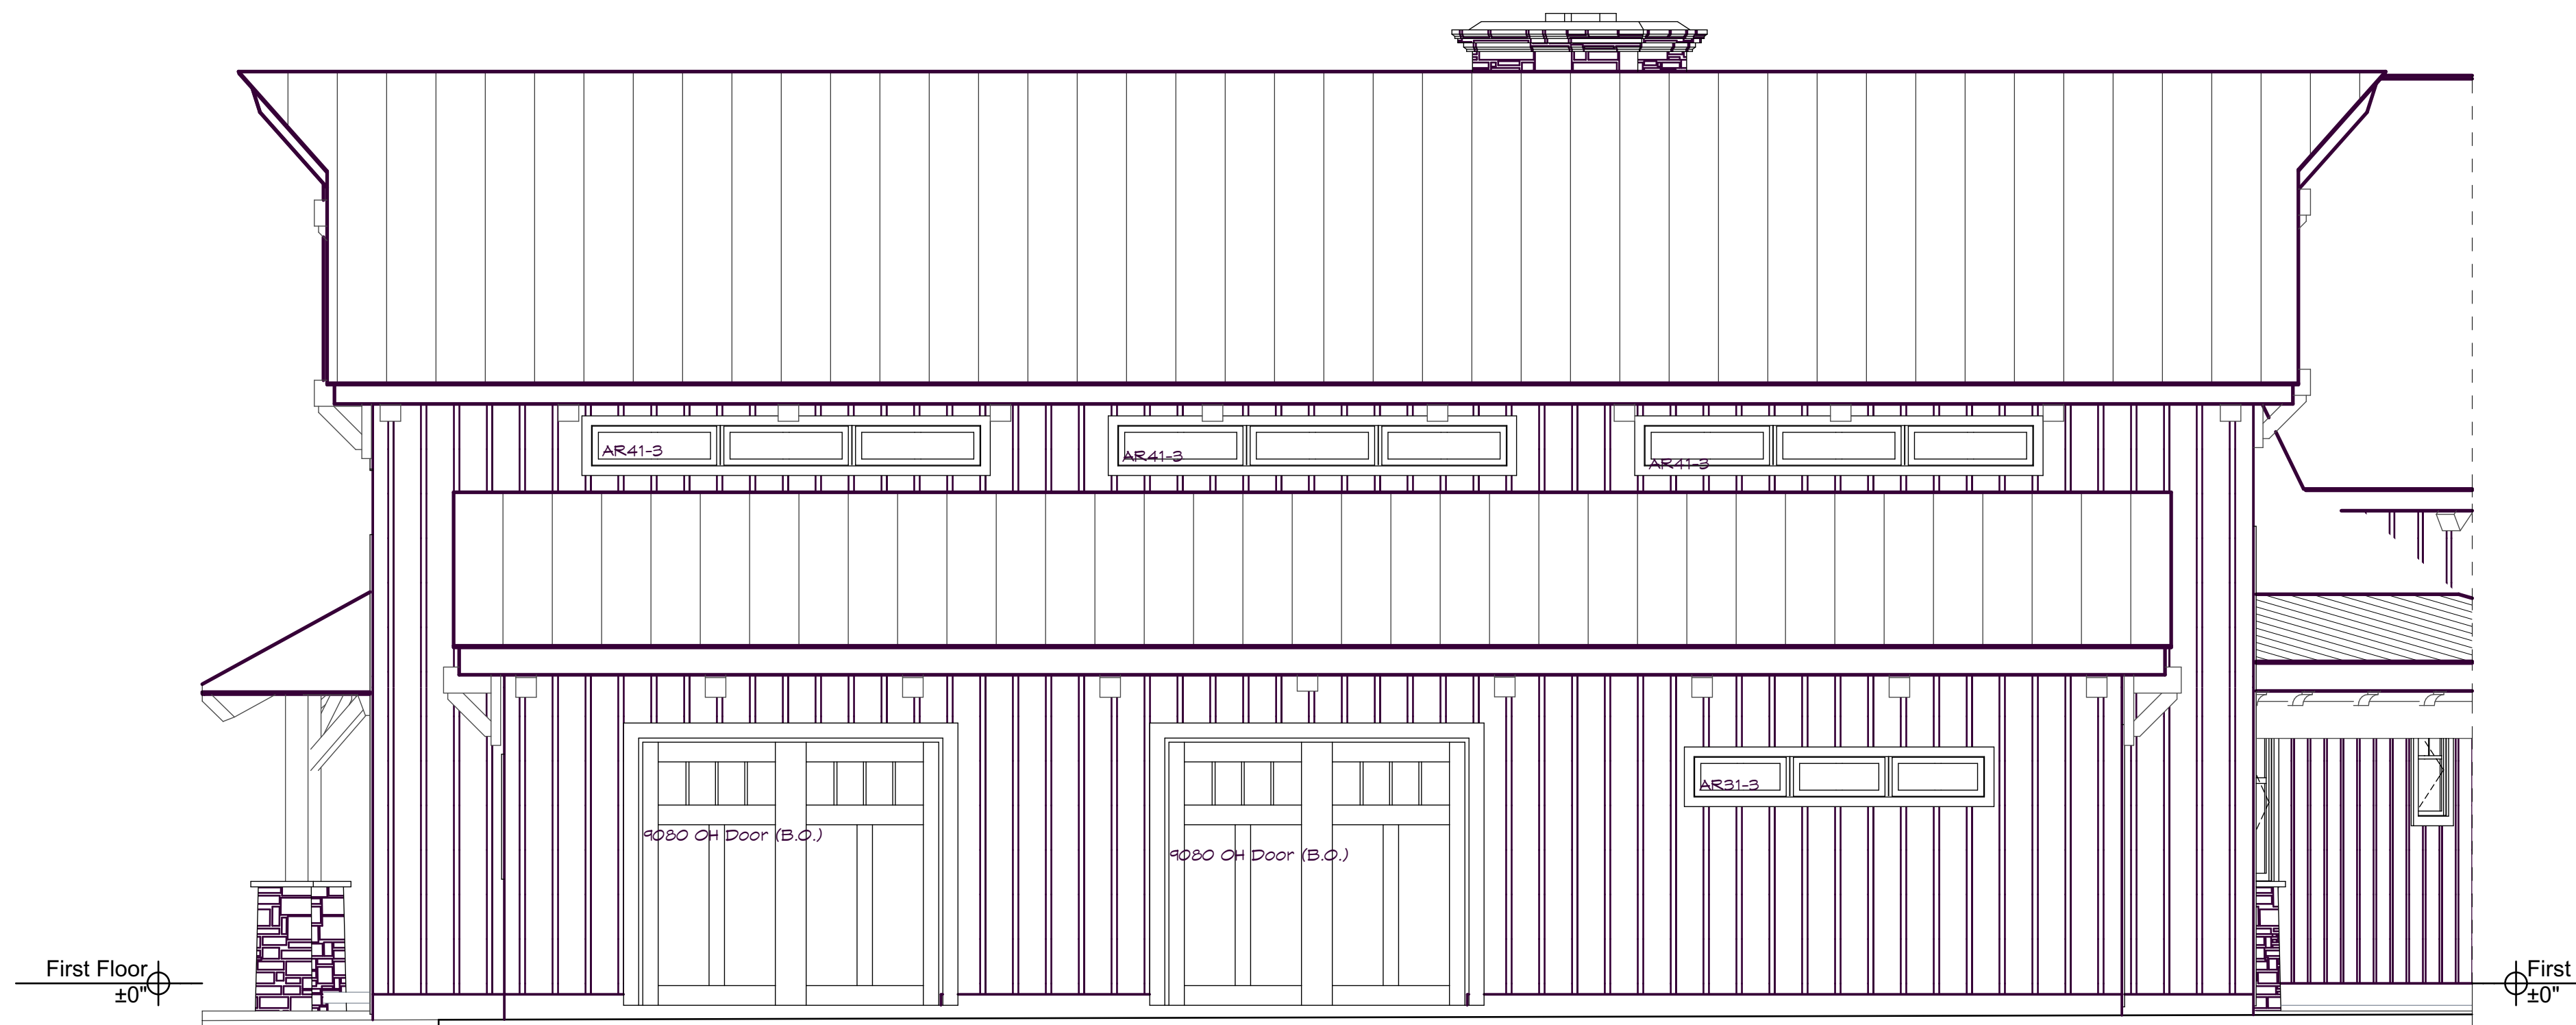 AR41-3
AR41-3
AR41-3
AR31-3
9080 OH Door (B.O.)
9080 OH Door (B.O.)
First Floor
±0"
First
±0"